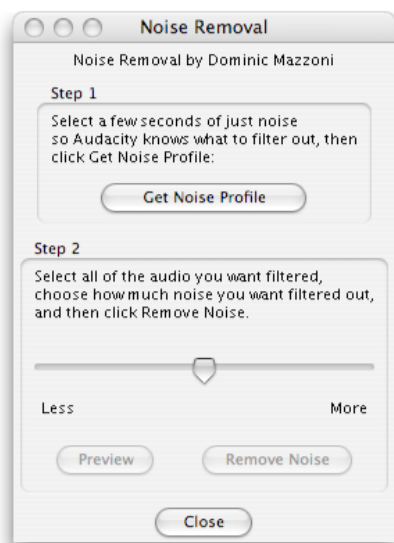 Noise Removal
Noise Removal by Dominic Mazzoni
Step 1
Select a few seconds of just noise
so Audacity knows what to filter out, then
click Get Noise Profile:
Get Noise Profile
Step 2
Select all of the audio you want filtered,
choose how much noise you want filtered out,
and then click Remove Noise.
Less More
Preview Remove Noise
Close